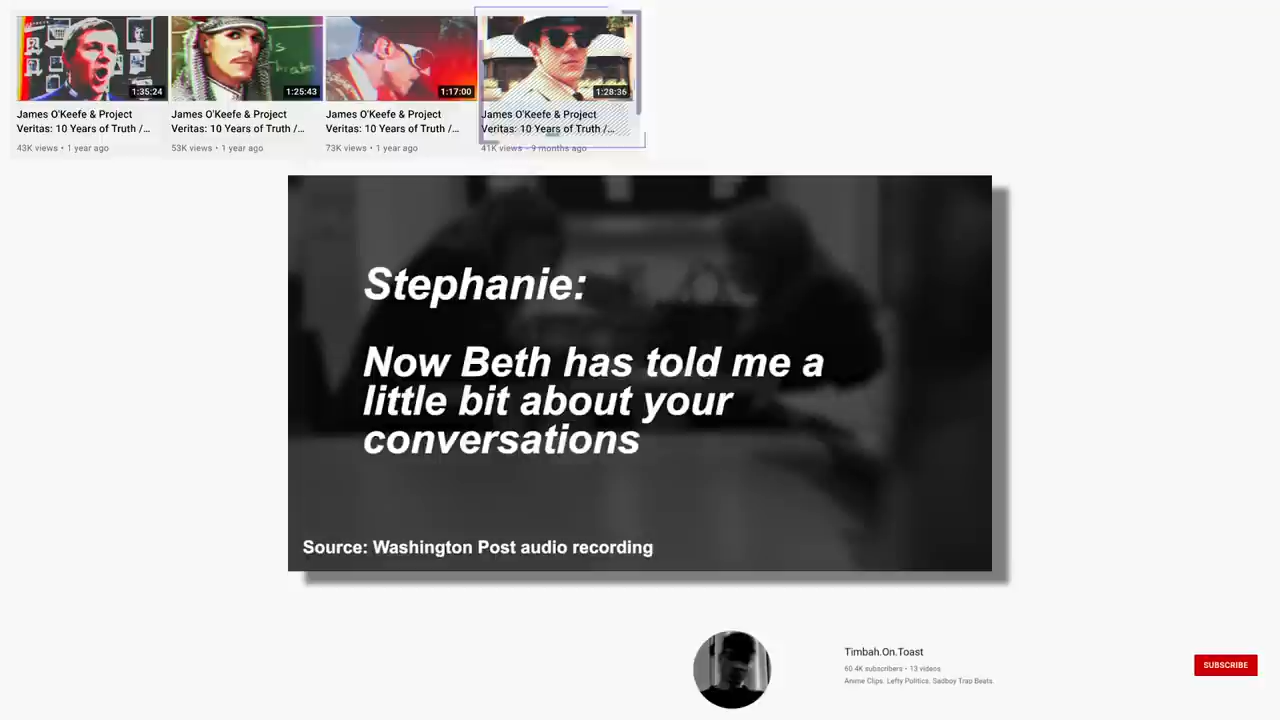 1:35:24
1:25:43
1:17:00
1:28:36
James O'Keefe & Project
Veritas: 10 Years of Truth /...
43K views • 1 year ago
James O'Keefe & Project
Veritas: 10 Years of Truth /...
53K views • 1 year ago
James O'Keefe & Project
Veritas: 10 Years of Truth /...
73K views • 1 year ago
James O'Keefe & Project
Veritas: 10 Years of Truth /...
41K views • 9 months ago
Stephanie:
Now Beth has told me a
little bit about your
conversations
Source: Washington Post audio recording
Timbah.On.Toast
60.4K subscribers • 13 videos
Anime Clips. Lefty Politics. Sadboy Trap Beats.
SUBSCRIBE